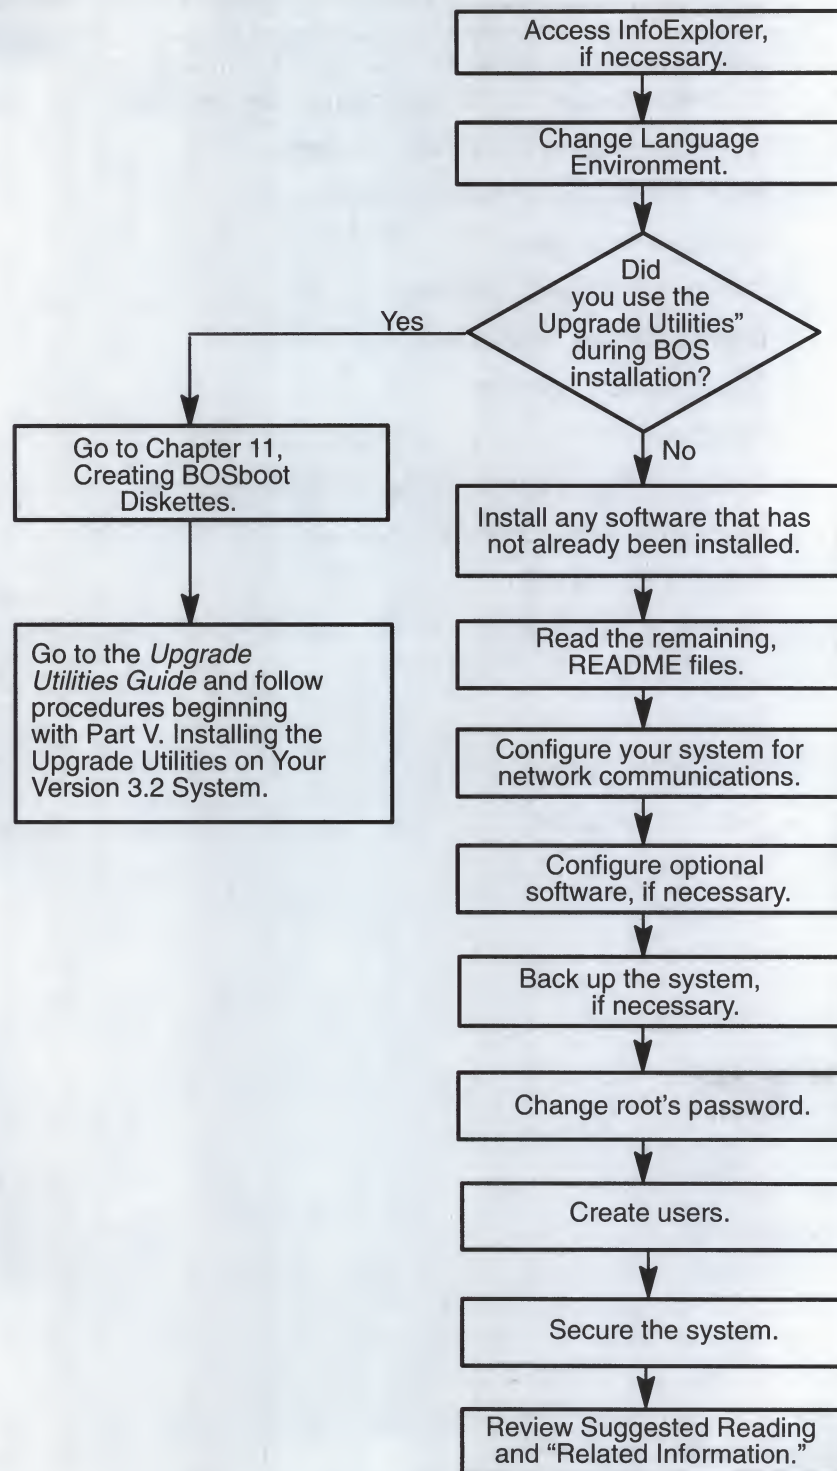 Access InfoExplorer,
if necessary.
Change Language
Environment.
Did
you use the
Upgrade Utilities”
during BOS
installation?
Yes
No
Go to Chapter 11,
Creating BOSboot
Diskettes.
Go to the Upgrade
Utilities Guide and follow
procedures beginning
with Part V. Installing the
Upgrade Utilities on Your
Version 3.2 System.
Install any software that has
not already been installed.
Read the remaining,
README files.
Configure your system for
network communications.
Configure optional
software, if necessary.
Back up the system,
if necessary.
Change root's password.
Create users.
Secure the system.
Review Suggested Reading
and “Related Information.”